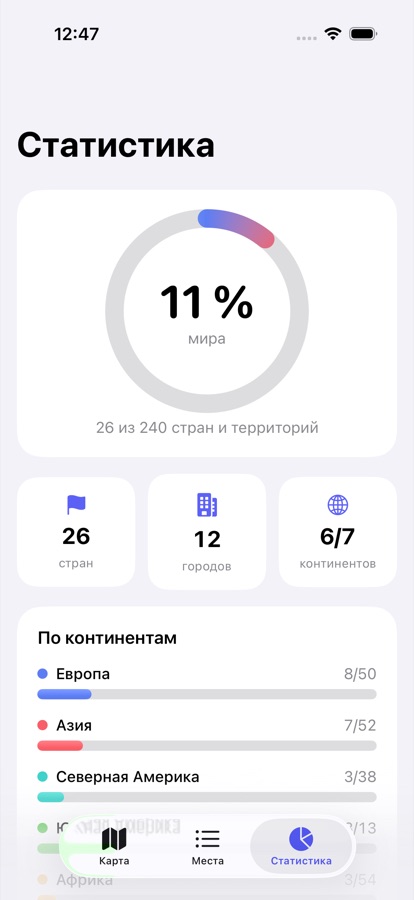 12:47
Статистика
11 %
мира
26 из 240 стран и территорий
26
стран
12
городов
6/7
континентов
По континентам
Европа 8/50
Азия 7/52
Северная Америка 3/38
Африка 3/54
Карта
Места
Статистика